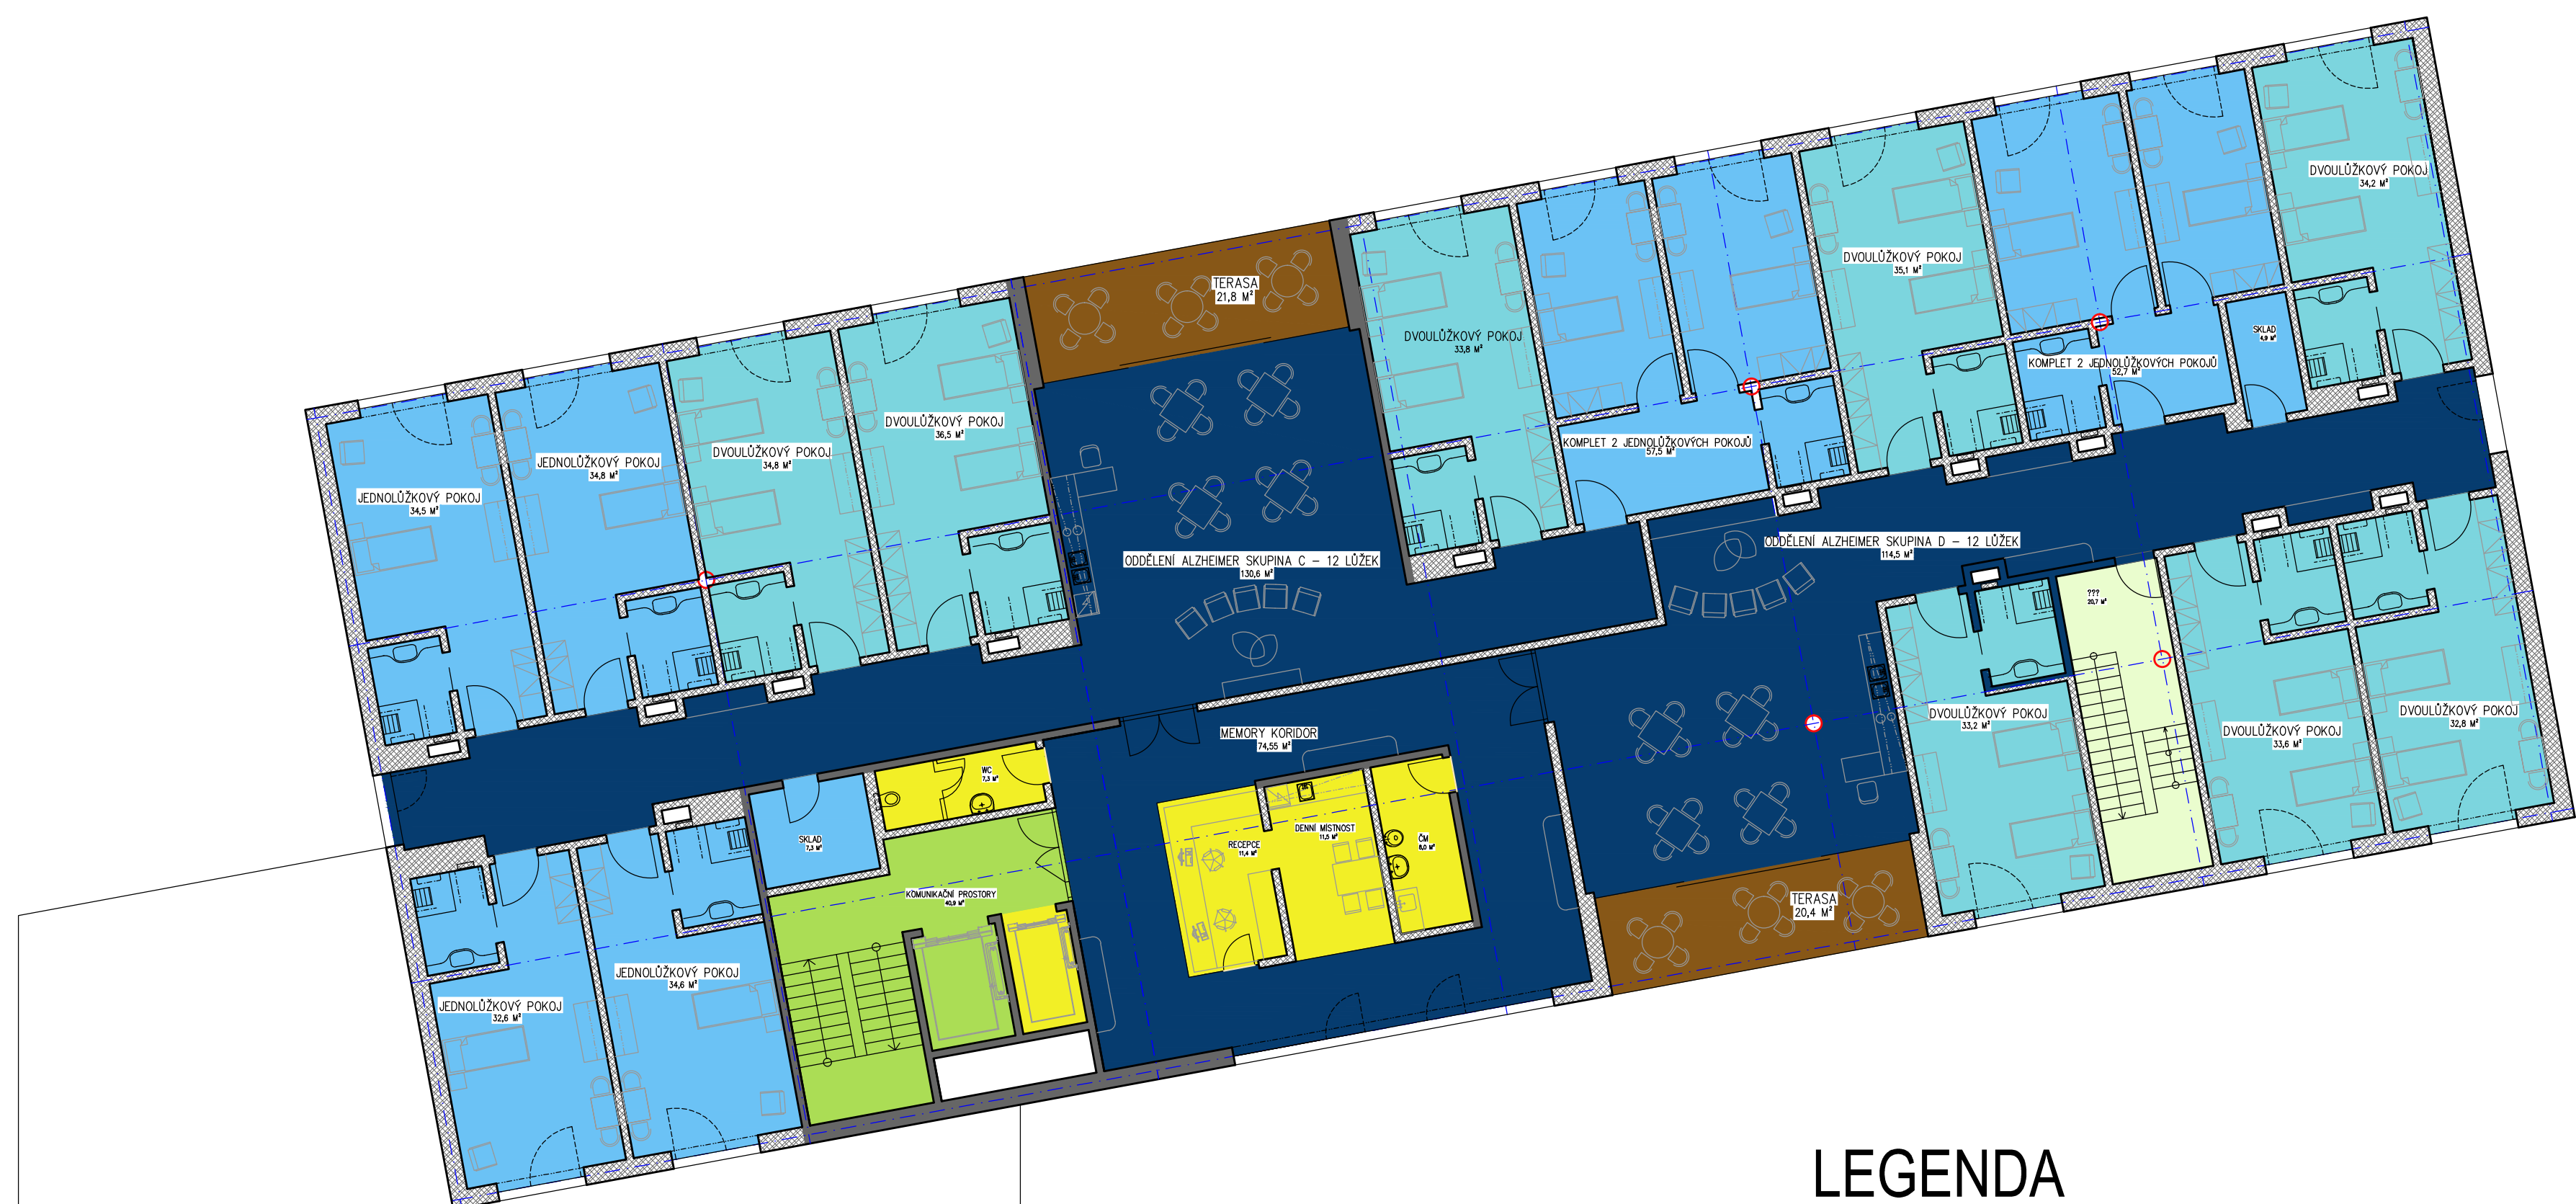 DVOULŮŽKOVÝ POKOJ
34,2 M²
DVOULŮŽKOVÝ POKOJ
35,1 M²
TERASA
21,8 M²
DVOULŮŽKOVÝ POKOJ
33,8 M²
SKLAD
4,9 M²
KOMPLET 2 JEDNOLŮŽKOVÝCH POKOJŮ
52,7 M²
DVOULŮŽKOVÝ POKOJ
36,5 M²
KOMPLET 2 JEDNOLŮŽKOVÝCH POKOJŮ
57,5 M²
DVOULŮŽKOVÝ POKOJ
34,8 M²
JEDNOLŮŽKOVÝ POKOJ
34,8 M²
JEDNOLŮŽKOVÝ POKOJ
34,5 M²
ODDĚLENÍ ALZHEIMER SKUPINA D – 12 LŮŽEK
114,5 M²
ODDĚLENÍ ALZHEIMER SKUPINA C – 12 LŮŽEK
130,6 M²
???
20,7 M²
DVOULŮŽKOVÝ POKOJ
33,2 M²
DVOULŮŽKOVÝ POKOJ
32,8 M²
DVOULŮŽKOVÝ POKOJ
33,6 M²
MEMORY KORIDOR
74,55 M²
WC
7,3 M²
DENNÍ MÍSTNOST
11,5 M²
SKLAD
7,3 M²
RECEPCE
11,4 M²
ČM
8,0 M²
KOMUNIKAČNÍ PROSTORY
40,9 M²
TERASA
20,4 M²
JEDNOLŮŽKOVÝ POKOJ
34,6 M²
JEDNOLŮŽKOVÝ POKOJ
32,6 M²
LEGENDA